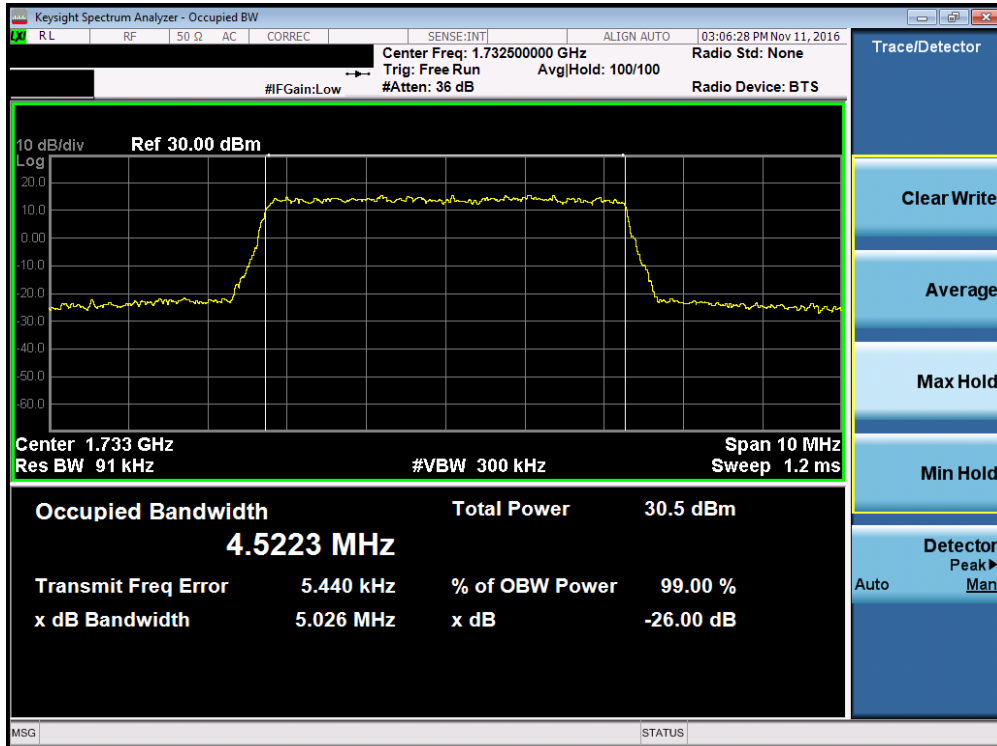 Keysight Spectrum Analyzer - Occupied BW
LXI RL RF 50 Ω AC CORREC SENSE:INT ALIGN AUTO 03:06:28 PM Nov 11, 2016
Center Freq: 1.732500000 GHz Radio Std: None
Trig: Free Run Avg|Hold: 100/100
#IFGain:Low #Atten: 36 dB Radio Device: BTS
10 dB/div Ref 30.00 dBm
Log
20.0
10.0
0.00
-10.0
-20.0
-30.0
-40.0
-50.0
-60.0
Center 1.733 GHz Span 10 MHz
Res BW 91 kHz #VBW 300 kHz Sweep 1.2 ms
Occupied Bandwidth Total Power 30.5 dBm
4.5223 MHz
Transmit Freq Error 5.440 kHz % of OBW Power 99.00 %
x dB Bandwidth 5.026 MHz x dB -26.00 dB
MSG STATUS
Trace/Detector
Clear Write
Average
Max Hold
Min Hold
Detector
Peak▶
Auto Man